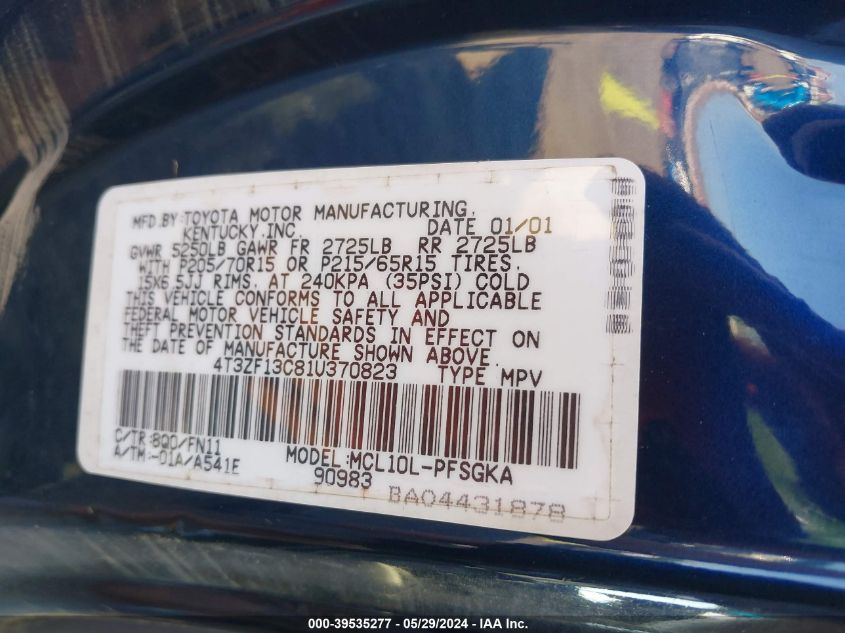 MFD.BY:TOYOTA MOTOR MANUFACTURING,
KENTUCKY,INC. DATE 01/01
GVWR 5250LB GAWR FR 2725LB RR 2725LB
WITH P205/70R15 OR P215/65R15 TIRES,
15X6.5JJ RIMS, AT 240KPA (35PSI) COLD
THIS VEHICLE CONFORMS TO ALL APPLICABLE
FEDERAL MOTOR VEHICLE SAFETY AND
THEFT PREVENTION STANDARDS IN EFFECT ON
THE DATE OF MANUFACTURE SHOWN ABOVE.
4T3ZF13C81U370823 TYPE MPV
C/TR:8Q0/FN11
A/TM:-01A/A541E
MODEL:MCL10L-PFSGKA
90983
BA04431878
000-39535277 - 05/29/2024 - IAA Inc.